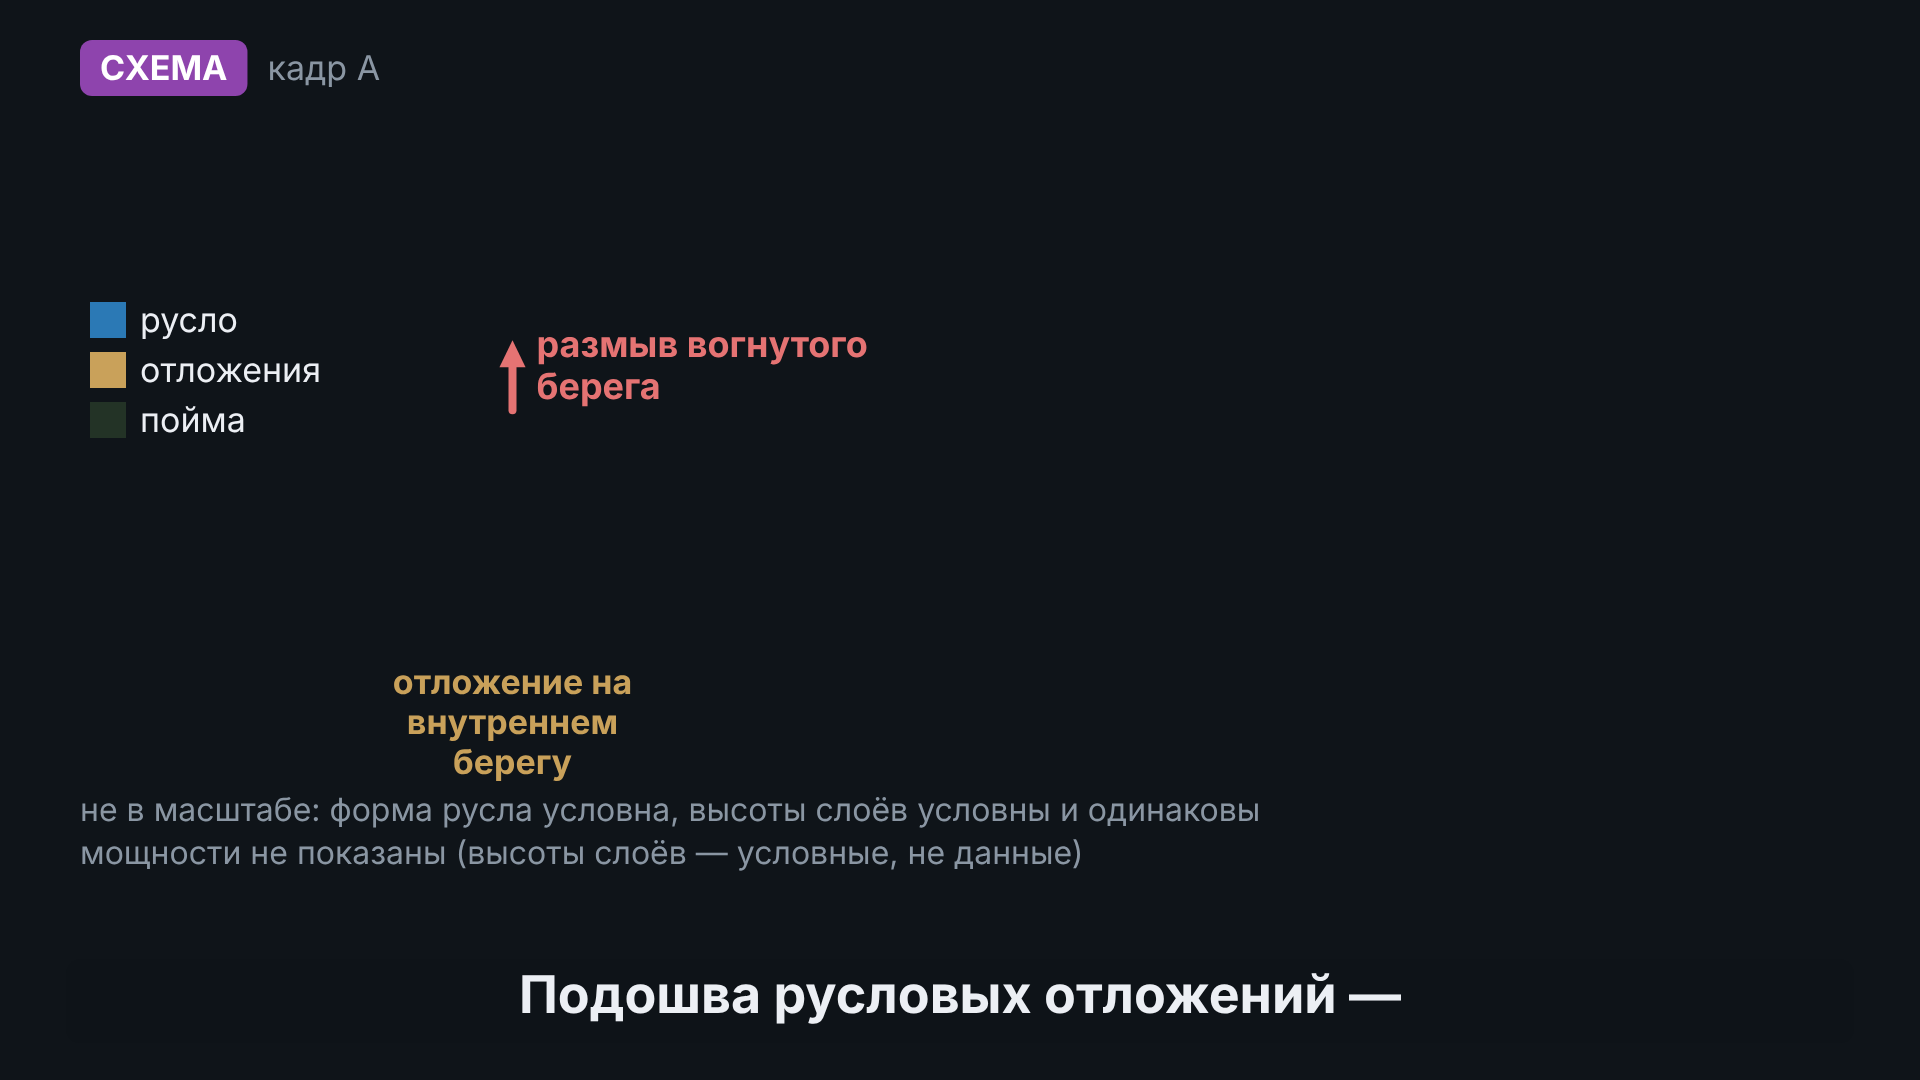 СХЕМА кадр А
русло
отложения
пойма
размыв вогнутого
берега
отложение на
внутреннем
берегу
не в масштабе: форма русла условна, высоты слоёв условны и одинаковы
мощности не показаны (высоты слоёв — условные, не данные)
Подошва русловых отложений —